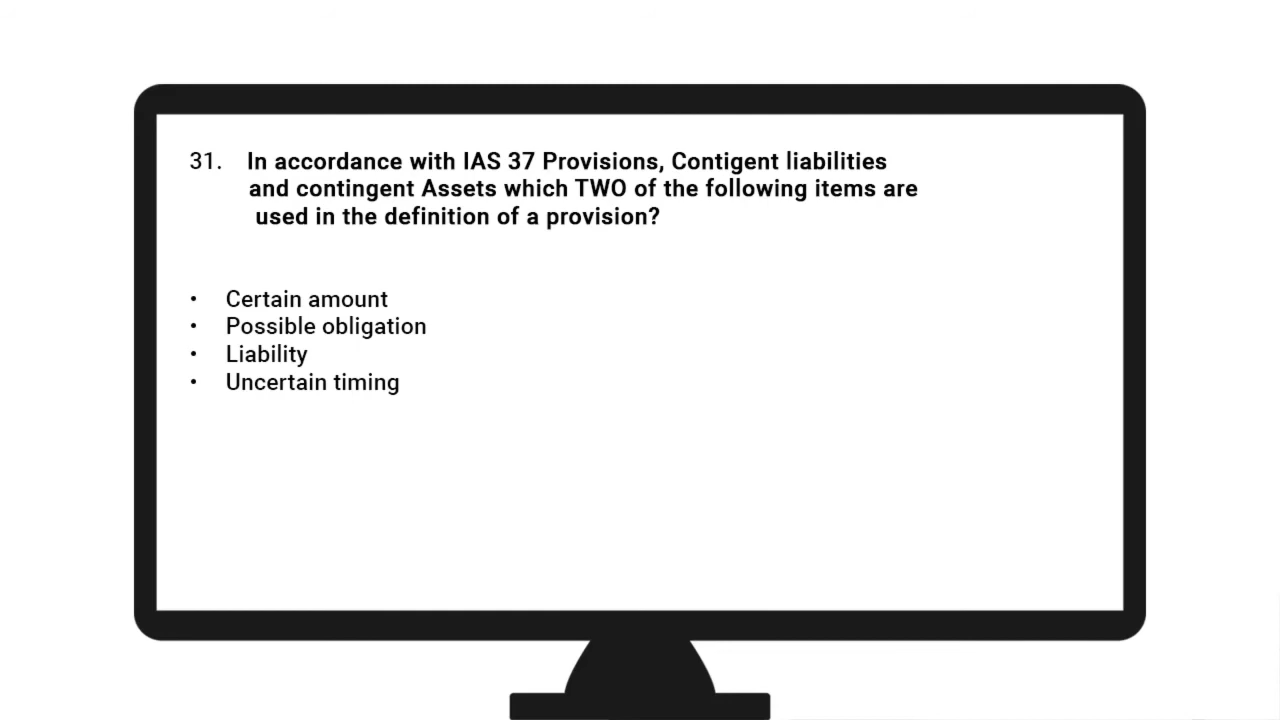 31. In accordance with IAS 37 Provisions, Contigent liabilities
and contingent Assets which TWO of the following items are
used in the definition of a provision?
• Certain amount
• Possible obligation
• Liability
• Uncertain timing